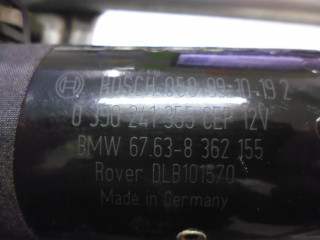 BOSCH 858 99-10-19 2
0 390 241 355 CEP 12V
BMW 67.63-8 362 155
Rover DLB101570
Made in Germany